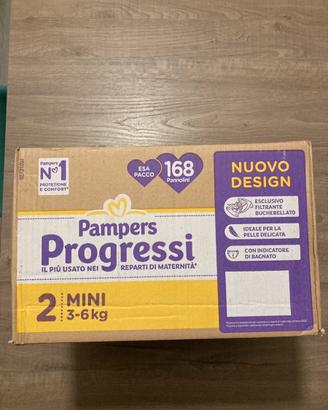 Pampers
N°1
PROTEZIONE
E COMFORT*
ESA
PACCO
168
Pannolini
Pampers
Progressi
IL PIÙ USATO NEI REPARTI DI MATERNITÀ*
2 MINI
3-6 kg
NUOVO
DESIGN
ESCLUSIVO
FILTRANTE
BUCHERELLATO
IDEALE PER LA
PELLE DELICATA
CON INDICATORE
DI BAGNATO